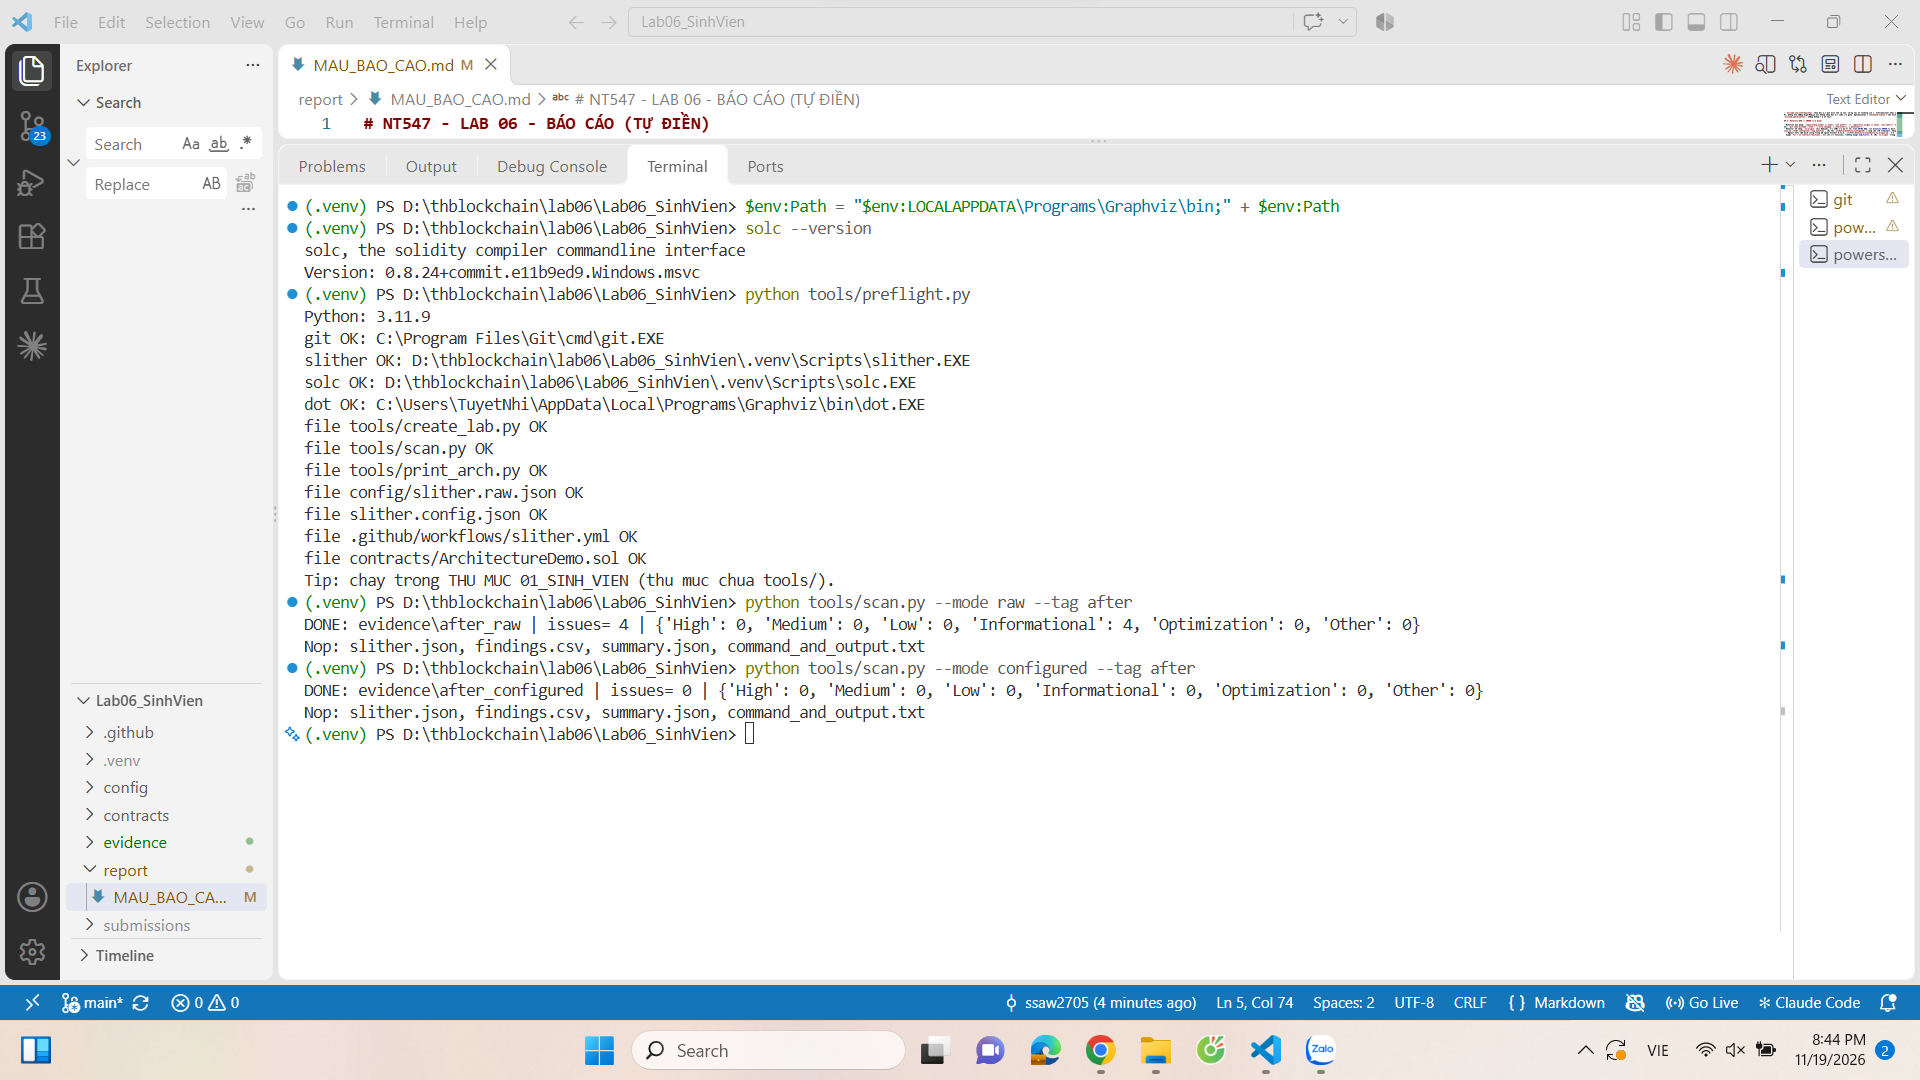 File Edit Selection View Go Run Terminal Help
Lab06_SinhVien
Explorer
Search
Search Aa ab .*
Replace AB
23
MAU_BAO_CAO.md M
report > MAU_BAO_CAO.md > abc # NT547 - LAB 06 - BÁO CÁO (TỰ ĐIỀN)
Text Editor
1 # NT547 - LAB 06 - BÁO CÁO (TỰ ĐIỀN)
Problems Output Debug Console Terminal Ports
(.venv) PS D:\thblockchain\lab06\Lab06_SinhVien> $env:Path = "$env:LOCALAPPDATA\Programs\Graphviz\bin;" + $env:Path
(.venv) PS D:\thblockchain\lab06\Lab06_SinhVien> solc --version
solc, the solidity compiler commandline interface
Version: 0.8.24+commit.e11b9ed9.Windows.msvc
(.venv) PS D:\thblockchain\lab06\Lab06_SinhVien> python tools/preflight.py
Python: 3.11.9
git OK: C:\Program Files\Git\cmd\git.EXE
slither OK: D:\thblockchain\lab06\Lab06_SinhVien\.venv\Scripts\slither.EXE
solc OK: D:\thblockchain\lab06\Lab06_SinhVien\.venv\Scripts\solc.EXE
dot OK: C:\Users\TuyetNhi\AppData\Local\Programs\Graphviz\bin\dot.EXE
file tools/create_lab.py OK
file tools/scan.py OK
file tools/print_arch.py OK
file config/slither.raw.json OK
file slither.config.json OK
file .github/workflows/slither.yml OK
file contracts/ArchitectureDemo.sol OK
Tip: chay trong THU MUC 01_SINH_VIEN (thu muc chua tools/).
(.venv) PS D:\thblockchain\lab06\Lab06_SinhVien> python tools/scan.py --mode raw --tag after
DONE: evidence\after_raw | issues= 4 | {'High': 0, 'Medium': 0, 'Low': 0, 'Informational': 4, 'Optimization': 0, 'Other': 0}
Nop: slither.json, findings.csv, summary.json, command_and_output.txt
(.venv) PS D:\thblockchain\lab06\Lab06_SinhVien> python tools/scan.py --mode configured --tag after
DONE: evidence\after_configured | issues= 0 | {'High': 0, 'Medium': 0, 'Low': 0, 'Informational': 0, 'Optimization': 0, 'Other': 0}
Nop: slither.json, findings.csv, summary.json, command_and_output.txt
(.venv) PS D:\thblockchain\lab06\Lab06_SinhVien>
git
pow...
powers...
Lab06_SinhVien
.github
.venv
config
contracts
evidence
report
MAU_BAO_CA... M
submissions
Timeline
main* 0 0
ssaw2705 (4 minutes ago) Ln 5, Col 74 Spaces: 2 UTF-8 CRLF { } Markdown Go Live Claude Code
Search
Zalo
VIE
8:44 PM
11/19/2026
2